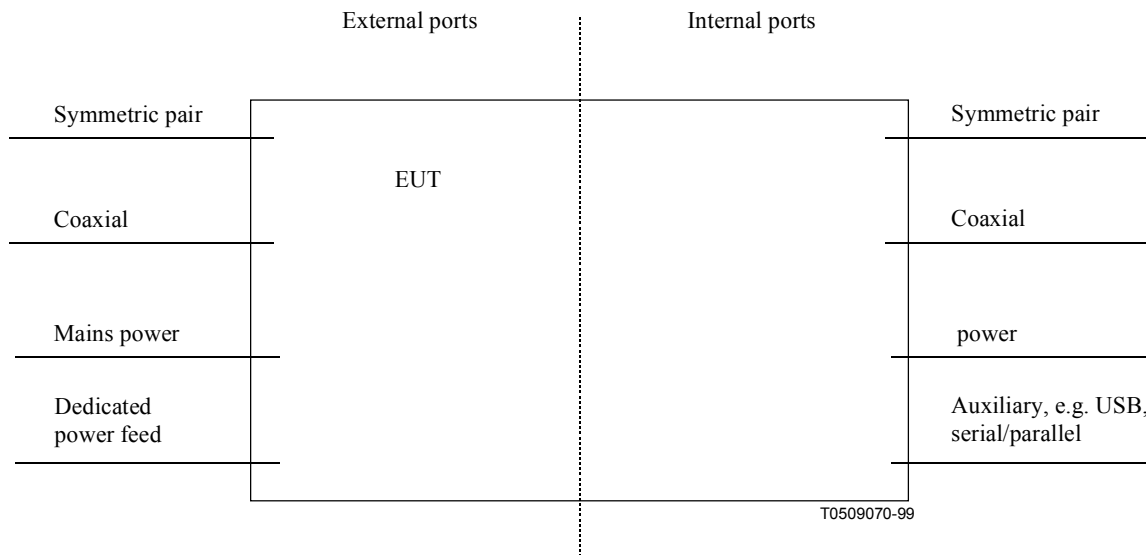 External ports
Internal ports
Symmetric pair
Symmetric pair
EUT
Coaxial
Coaxial
Mains power
power
Dedicated
power feed
Auxiliary, e.g. USB,
serial/parallel
T0509070-99